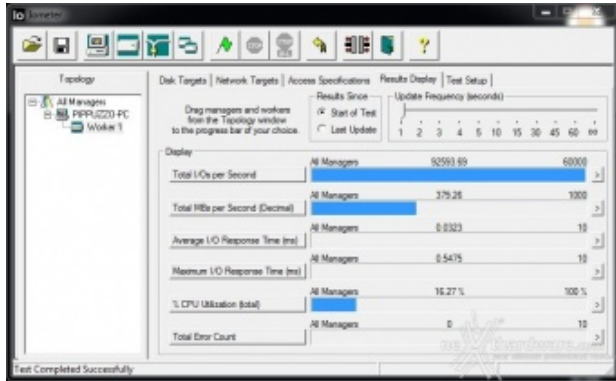 Io Iometer
Topology
All Managers
PIPPUZZO-PC
Worker 1
Disk Targets | Network Targets | Access Specifications | Results Display | Test Setup
Drag managers and workers
from the Topology window
to the progress bar of your choice.
Results Since
Start of Test
Last Update
Update Frequency (seconds)
1 2 3 4 5 10 15 30 45 60 ∞
Display
All Managers 92593.69 60000
Total I/Os per Second
All Managers 379.26 1000
Total MBs per Second (Decimal)
All Managers 0.0323 10
Average I/O Response Time (ms)
All Managers 0.5475 10
Maximum I/O Response Time (ms)
All Managers 16.27 % 100 %
% CPU Utilization (total)
All Managers 0 10
Total Error Count
Test Completed Successfully